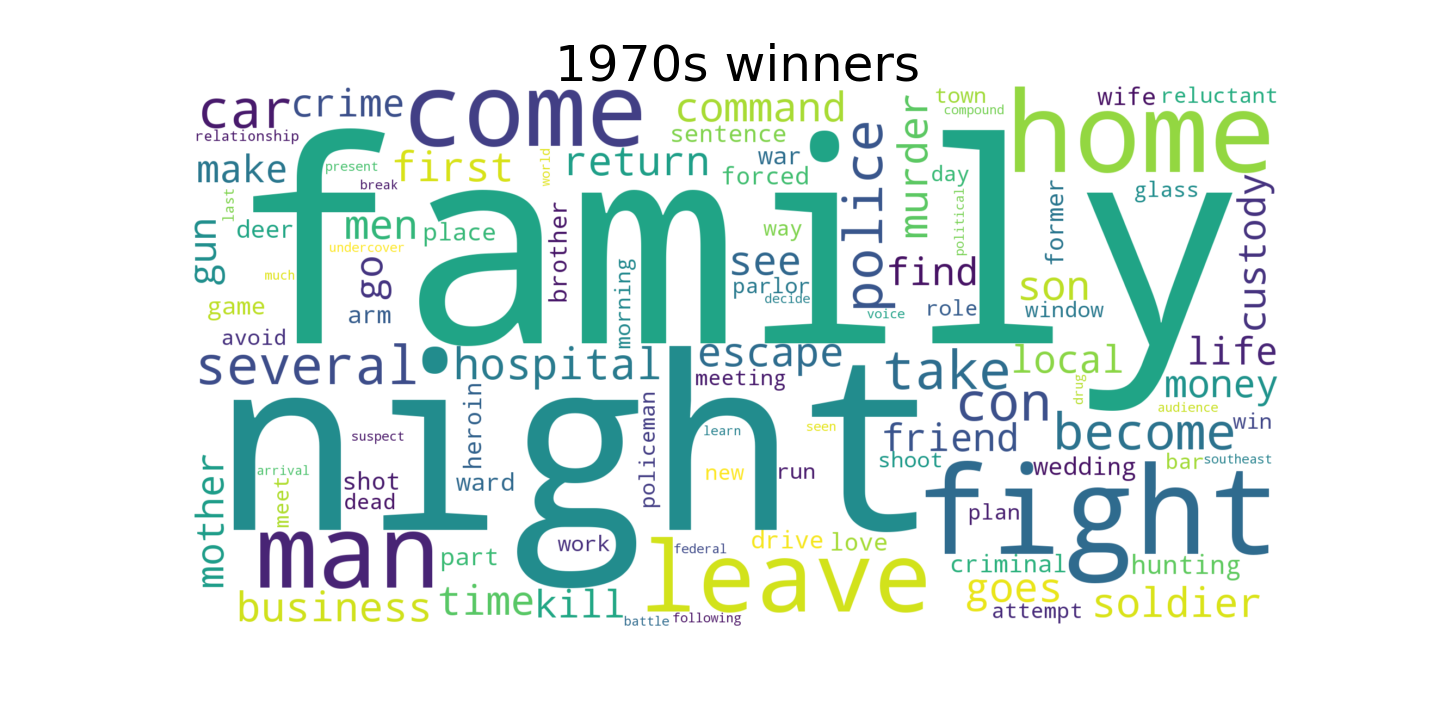 1970s winners
car
crime
come
command
town
compound
home
wife
reluctant
relationship
sentence
family
make
present
first
world
return
war
forced
police
murder
day
glass
break
last
gun
deer
men
place
undercover
brother
way
political
former
custody
much
go
see
find
morning
parlor
decide
son
game
arm
voice
role
window
avoid
several
hospital
escape
take
local
life
meeting
drug
money
night
heroin
policeman
con
audience
suspect
learn
seen
friend
become
win
mother
arrival
meet
shot
dead
ward
new
run
shoot
wedding
bar
southeast
fight
plan
man
part
work
federal
drive
love
leave
criminal
hunting
business
time
kill
battle
following
goes
attempt
soldier